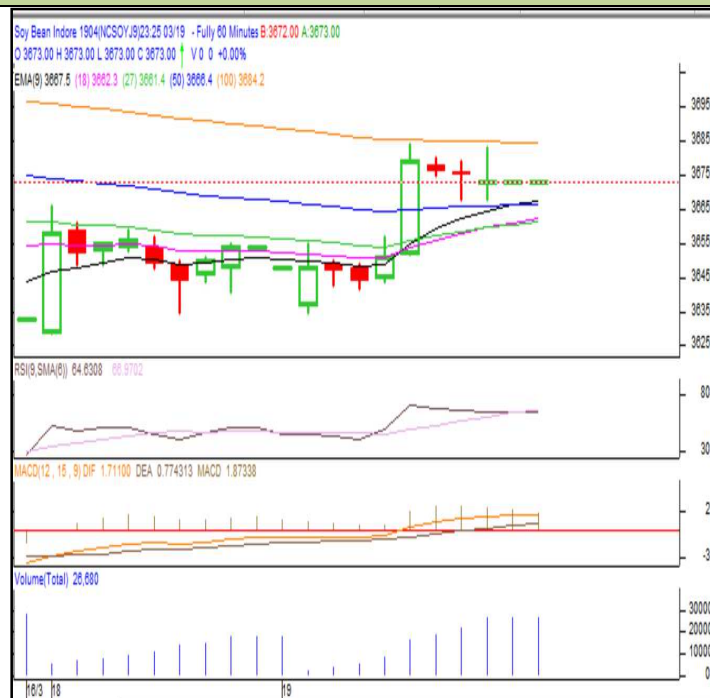 Soy Bean Indore 1904(NCSOYJ9)23:25 03/19 - Fully 60 Minutes B:3672.00 A:3673.00
O 3673.00 H 3673.00 L 3673.00 C 3673.00 V 0 0 +0.00%
EMA(9) 3667.5 (18) 3662.3 (27) 3661.4 (50) 3666.4 (100) 3684.2
3695
3685
3675
3665
3655
3645
3635
3625
RSI(9,SMA(6)) 64.6308 66.9702
80
30
MACD(12 , 15 , 9) DIF 1.71100 DEA 0.774313 MACD 1.87338
2
-3
Volume(Total) 26,680
30000
20000
10000
0
16/3 18 19